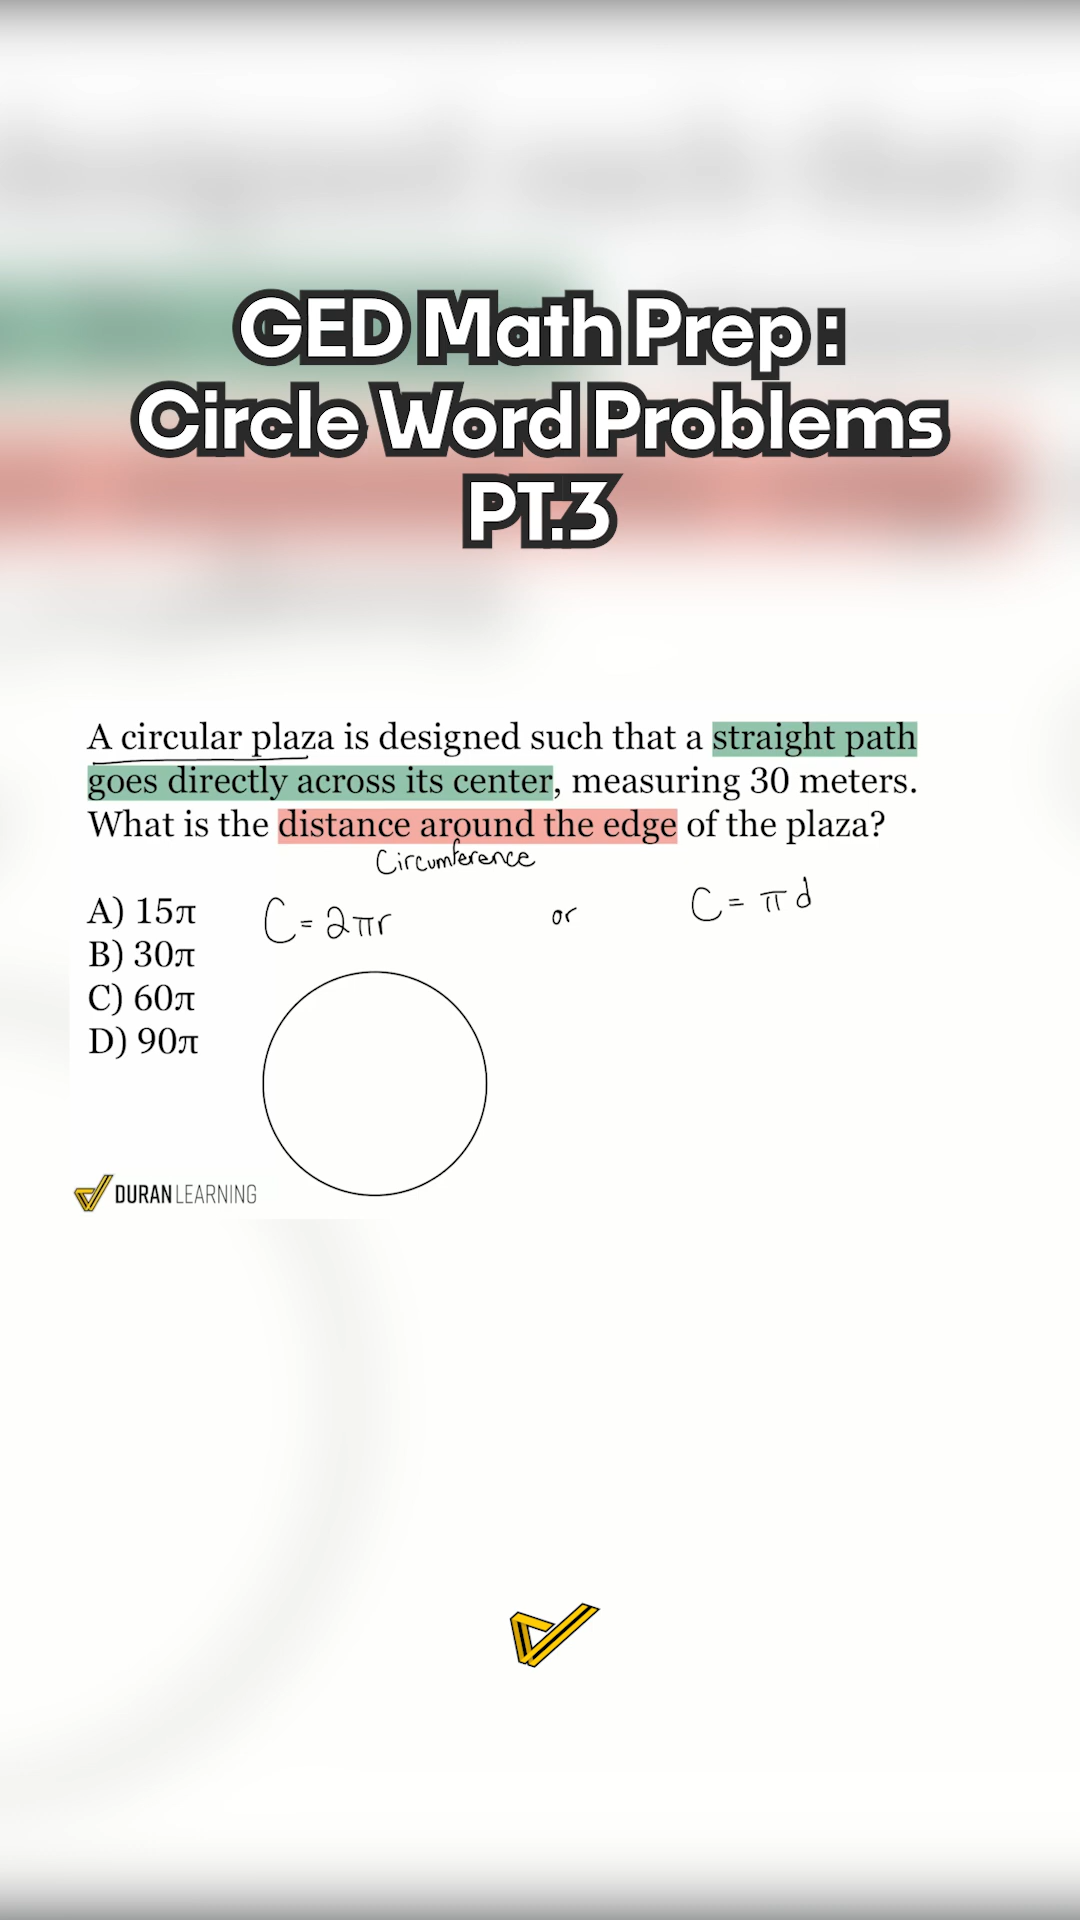 GED Math Prep :
Circle Word Problems
PT.3
A circular plaza is designed such that a straight path
goes directly across its center, measuring 30 meters.
What is the distance around the edge of the plaza?
Circumference
A) 15π
C = 2πr or C = πd
B) 30π
C) 60π
D) 90π
DURAN LEARNING